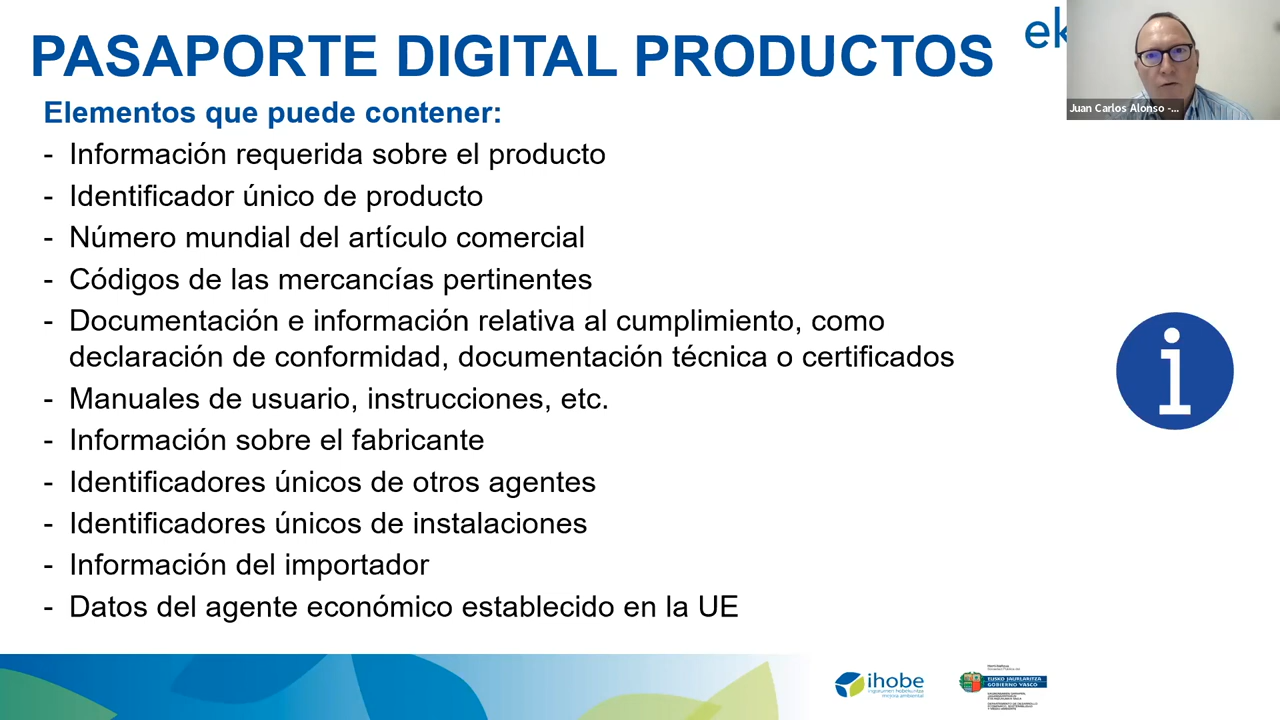 PASAPORTE DIGITAL PRODUCTOS
ek
Juan Carlos Alonso -...
Elementos que puede contener:
- Información requerida sobre el producto
- Identificador único de producto
- Número mundial del artículo comercial
- Códigos de las mercancías pertinentes
- Documentación e información relativa al cumplimiento, como
declaración de conformidad, documentación técnica o certificados
- Manuales de usuario, instrucciones, etc.
- Información sobre el fabricante
- Identificadores únicos de otros agentes
- Identificadores únicos de instalaciones
- Información del importador
- Datos del agente económico establecido en la UE
i
ihobe
EUSKO JAURLARITZA
GOBIERNO VASCO